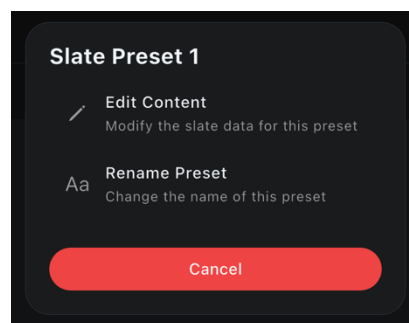 Slate Preset 1
Edit Content
Modify the slate data for this preset
Aa
Rename Preset
Change the name of this preset
Cancel